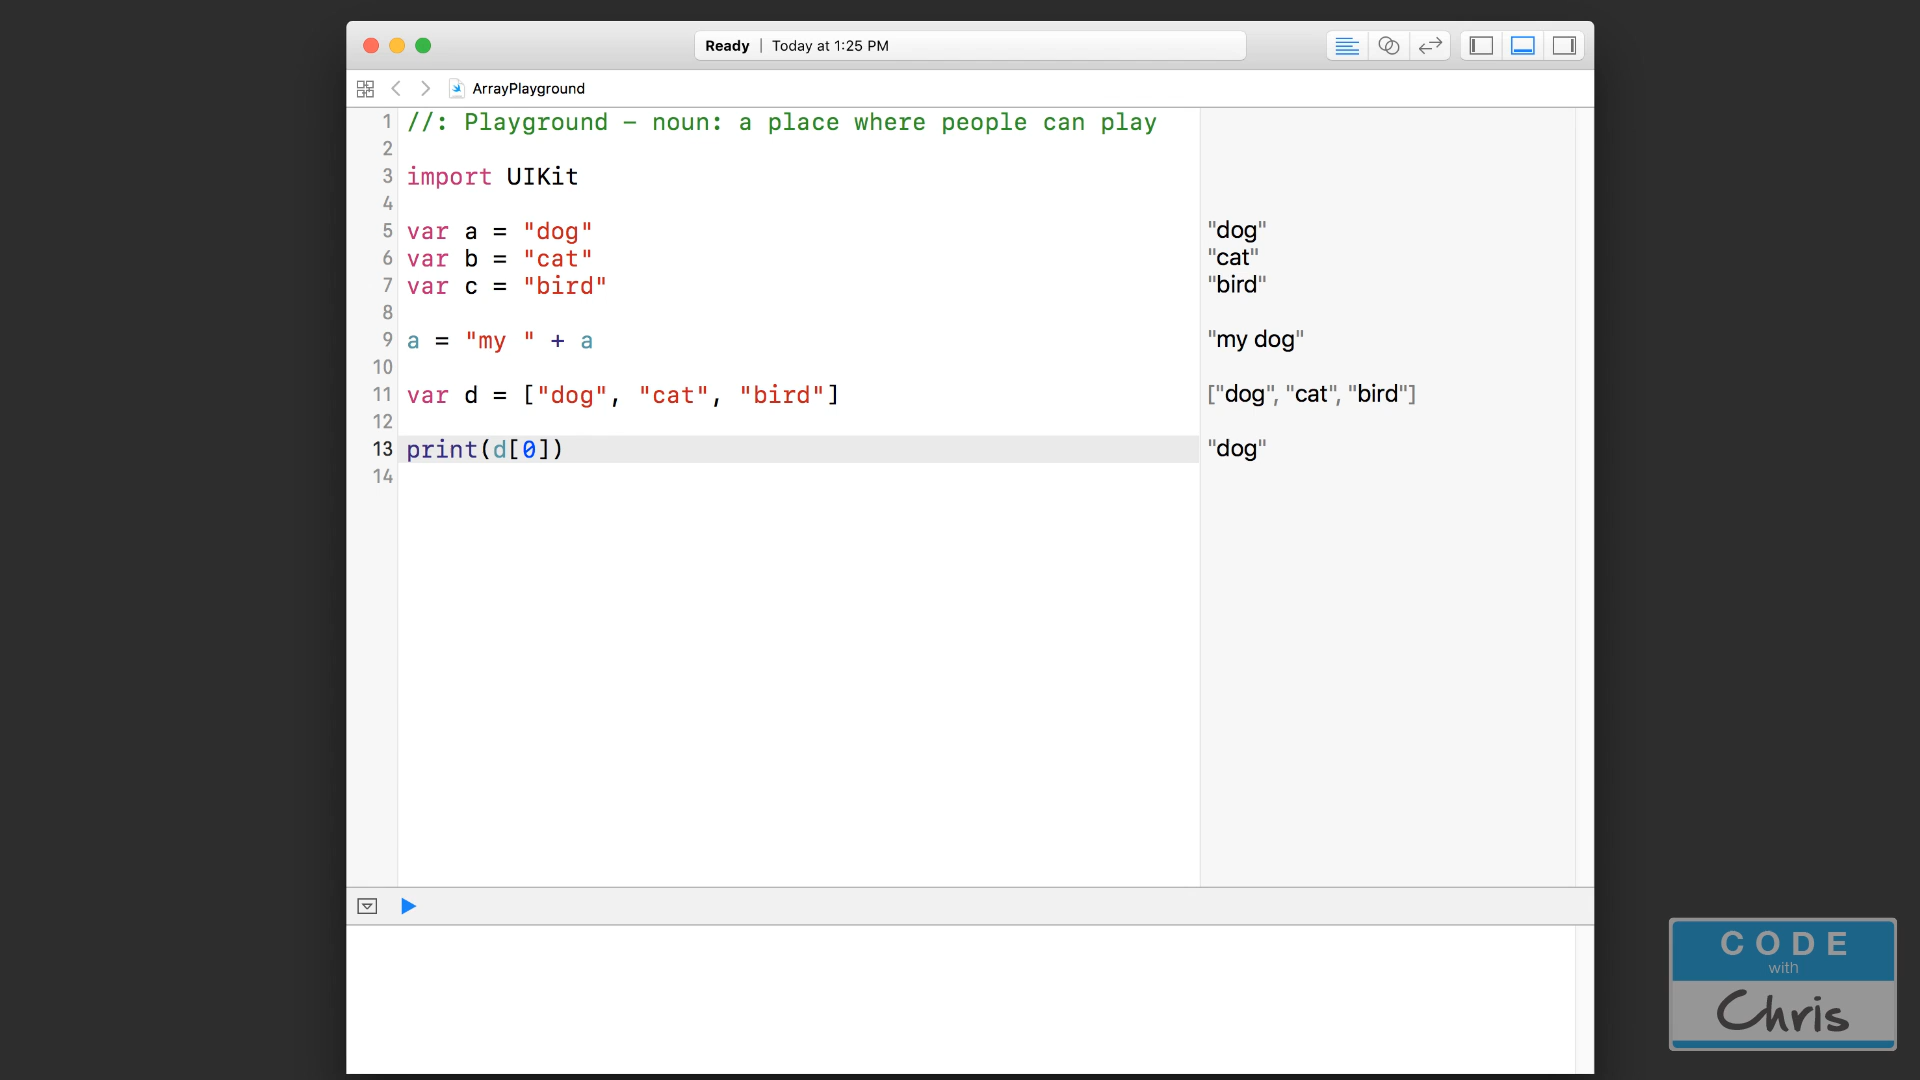 Ready | Today at 1:25 PM
ArrayPlayground
1 //: Playground – noun: a place where people can play
2
3 import UIKit
4
5 var a = "dog" "dog"
6 var b = "cat" "cat"
7 var c = "bird" "bird"
8
9 a = "my " + a "my dog"
10
11 var d = ["dog", "cat", "bird"] ["dog", "cat", "bird"]
12
13 print(d[0]) "dog"
14
CODE
with
Chris